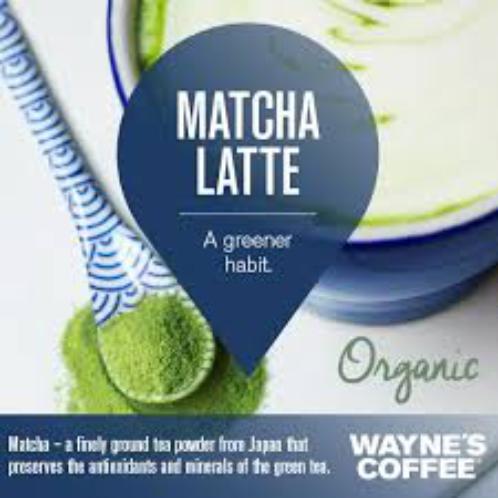 MATCHA
LATTE
A greener
habit.
Organic
Matcha – a finely ground tea powder from Japan that
preserves the antioxidants and minerals of the green tea.
WAYNE'S
COFFEE